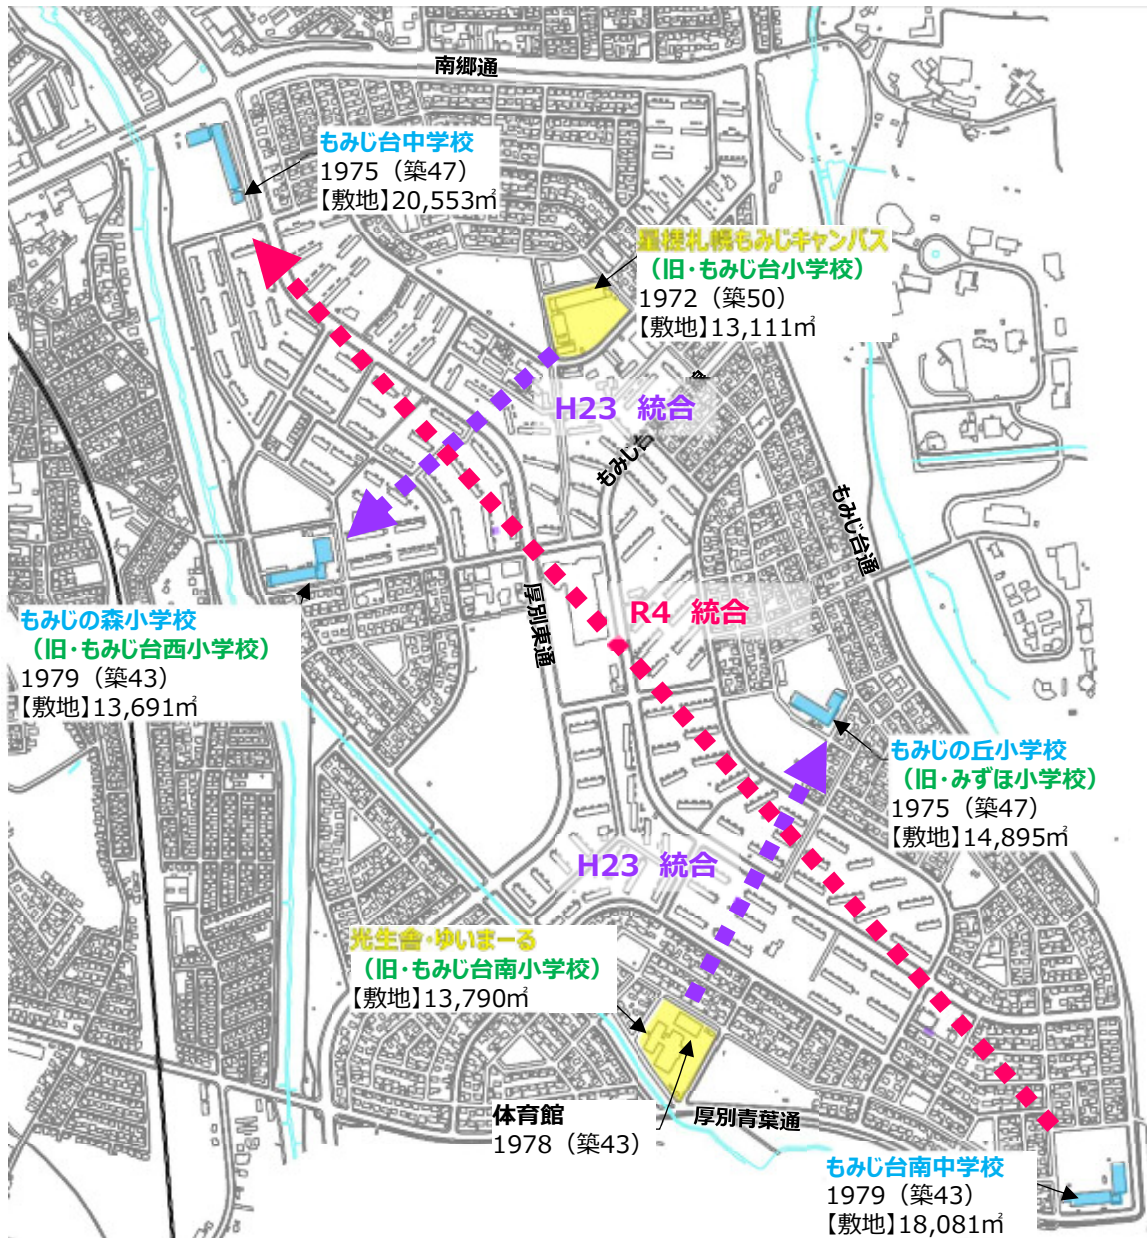 南郷通
もみじ台中学校
1975（築47）
【敷地】20,553㎡
星槎札幌もみじキャンパス
（旧・もみじ台小学校）
1972（築50）
【敷地】13,111㎡
H23 統合
もみじ台
もみじ台通
厚別東通
R4 統合
もみじの森小学校
（旧・もみじ台西小学校）
1979（築43）
【敷地】13,691㎡
もみじの丘小学校
（旧・みずほ小学校）
1975（築47）
【敷地】14,895㎡
H23 統合
光生舎・ゆいまーる
（旧・もみじ台南小学校）
【敷地】13,790㎡
体育館
1978（築43）
厚別青葉通
もみじ台南中学校
1979（築43）
【敷地】18,081㎡